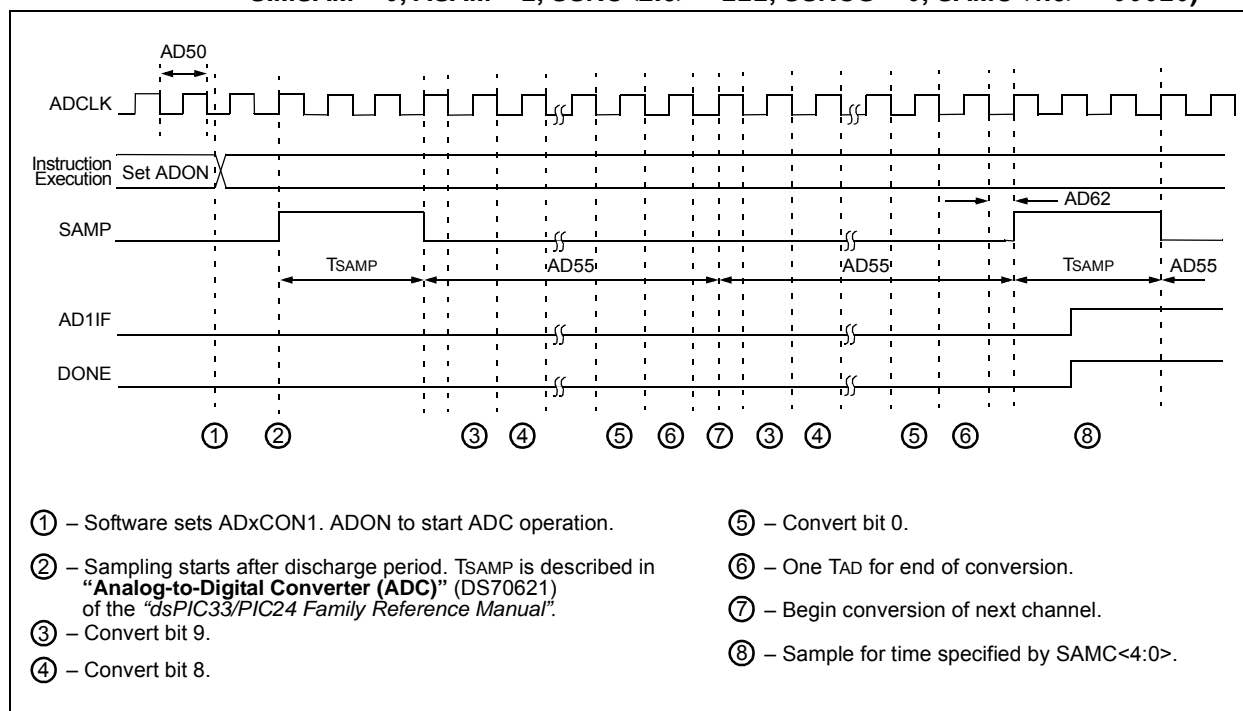 AD50
ADCLK
Instruction
Execution
Set ADON
AD62
SAMP
TSAMP
AD55
AD55
TSAMP
AD55
AD1IF
DONE
① ② ③ ④ ⑤ ⑥ ⑦ ③ ④ ⑤ ⑥ ⑧
① – Software sets ADxCON1. ADON to start ADC operation.
② – Sampling starts after discharge period. TSAMP is described in
“Analog-to-Digital Converter (ADC)” (DS70621)
of the “dsPIC33/PIC24 Family Reference Manual”.
③ – Convert bit 9.
④ – Convert bit 8.
⑤ – Convert bit 0.
⑥ – One TAD for end of conversion.
⑦ – Begin conversion of next channel.
⑧ – Sample for time specified by SAMC<4:0>.